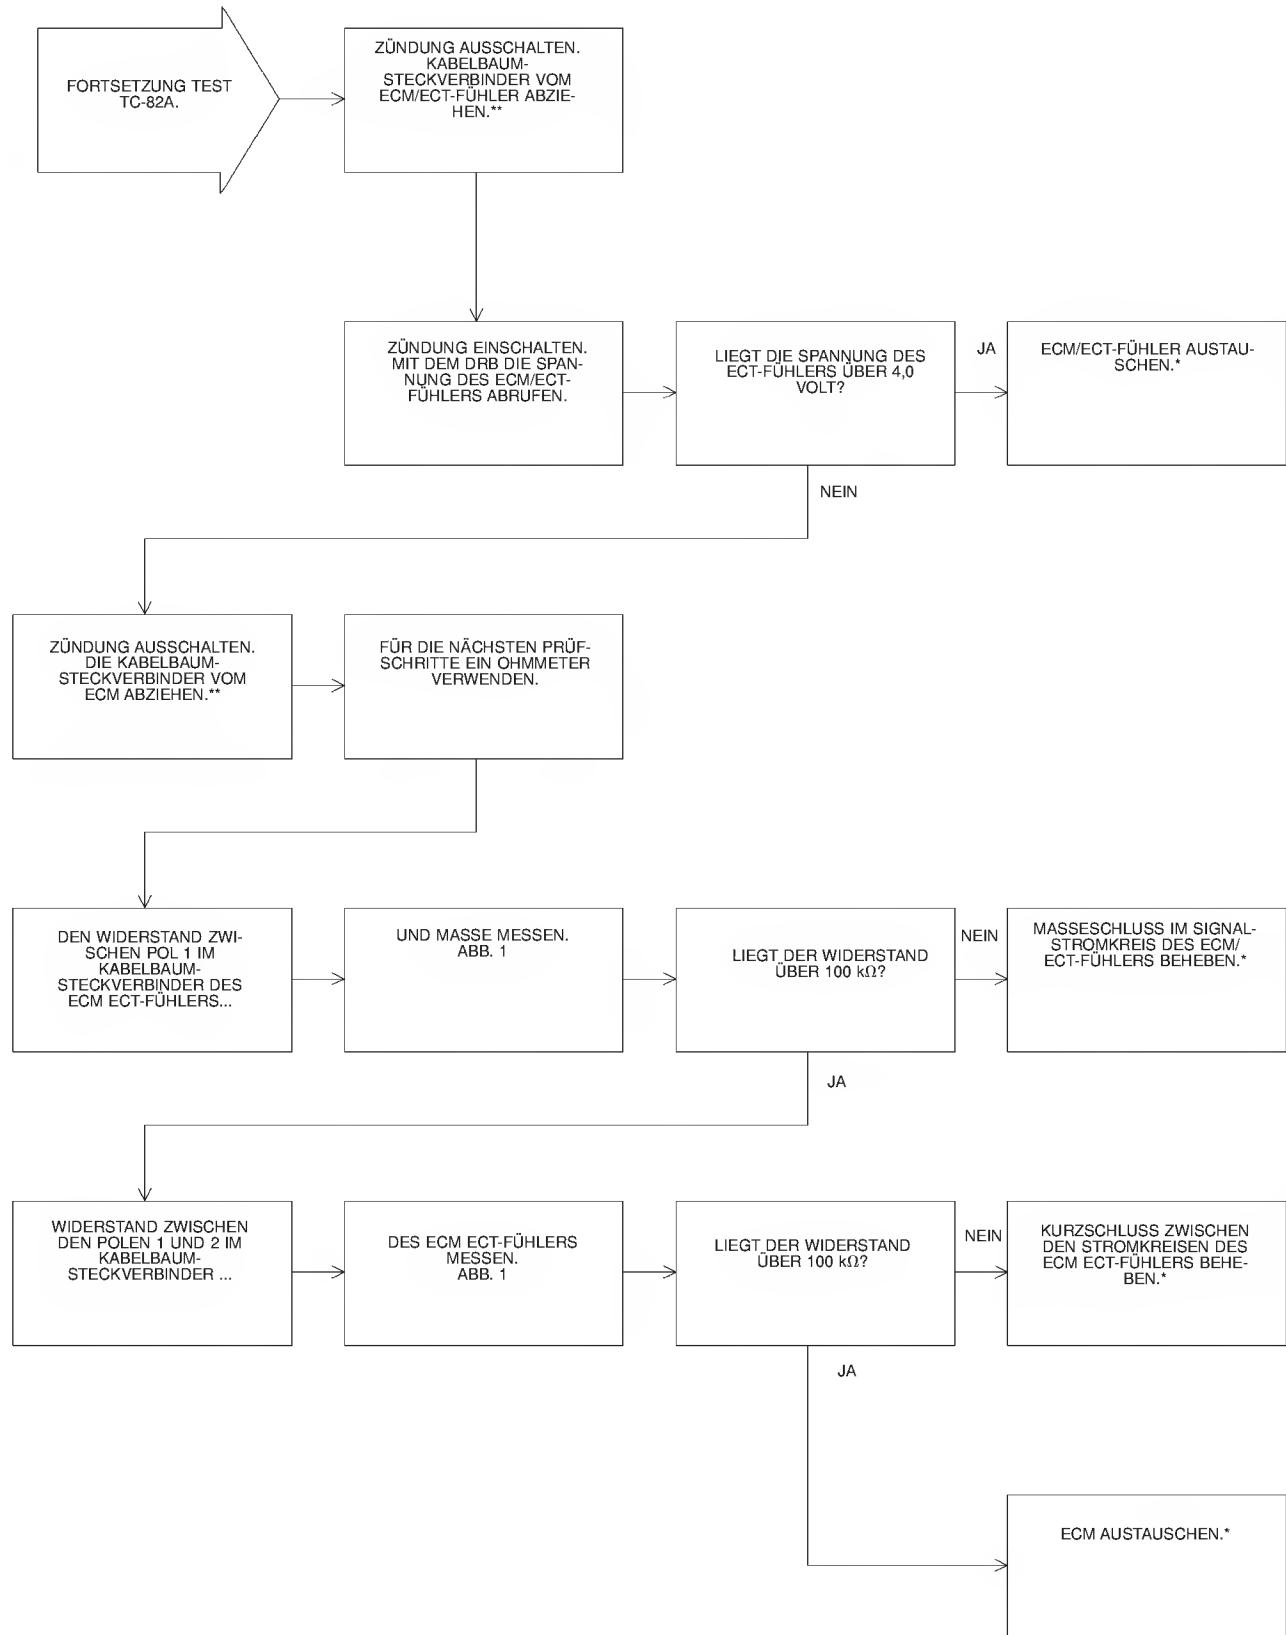 FORTSETZUNG TEST
TC-82A.
ZÜNDUNG AUSSCHALTEN.
KABELBAUM-
STECKVERBINDER VOM
ECM/ECT-FÜHLER ABZIE-
HEN.**
ZÜNDUNG EINSCHALTEN.
MIT DEM DRB DIE SPAN-
NUNG DES ECM/ECT-
FÜHLERS ABRUFEN.
LIEGT DIE SPANNUNG DES
ECT-FÜHLERS ÜBER 4,0
VOLT?
JA
ECM/ECT-FÜHLER AUSTAU-
SCHEN.*
NEIN
ZÜNDUNG AUSSCHALTEN.
DIE KABELBAUM-
STECKVERBINDER VOM
ECM ABZIEHEN.**
FÜR DIE NÄCHSTEN PRÜF-
SCHRITTE EIN OHMMETER
VERWENDEN.
DEN WIDERSTAND ZWI-
SCHEN POL 1 IM
KABELBAUM-
STECKVERBINDER DES
ECM ECT-FÜHLERS...
UND MASSE MESSEN.
ABB. 1
LIEGT DER WIDERSTAND
ÜBER 100 kΩ?
NEIN
MASSESCHLUSS IM SIGNAL-
STROMKREIS DES ECM/
ECT-FÜHLERS BEHEBEN.*
JA
WIDERSTAND ZWISCHEN
DEN POLEN 1 UND 2 IM
KABELBAUM-
STECKVERBINDER ...
DES ECM ECT-FÜHLERS
MESSEN.
ABB. 1
LIEGT DER WIDERSTAND
ÜBER 100 kΩ?
NEIN
KURZSCHLUSS ZWISCHEN
DEN STROMKREISEN DES
ECM ECT-FÜHLERS BEHE-
BEN.*
JA
ECM AUSTAUSCHEN.*